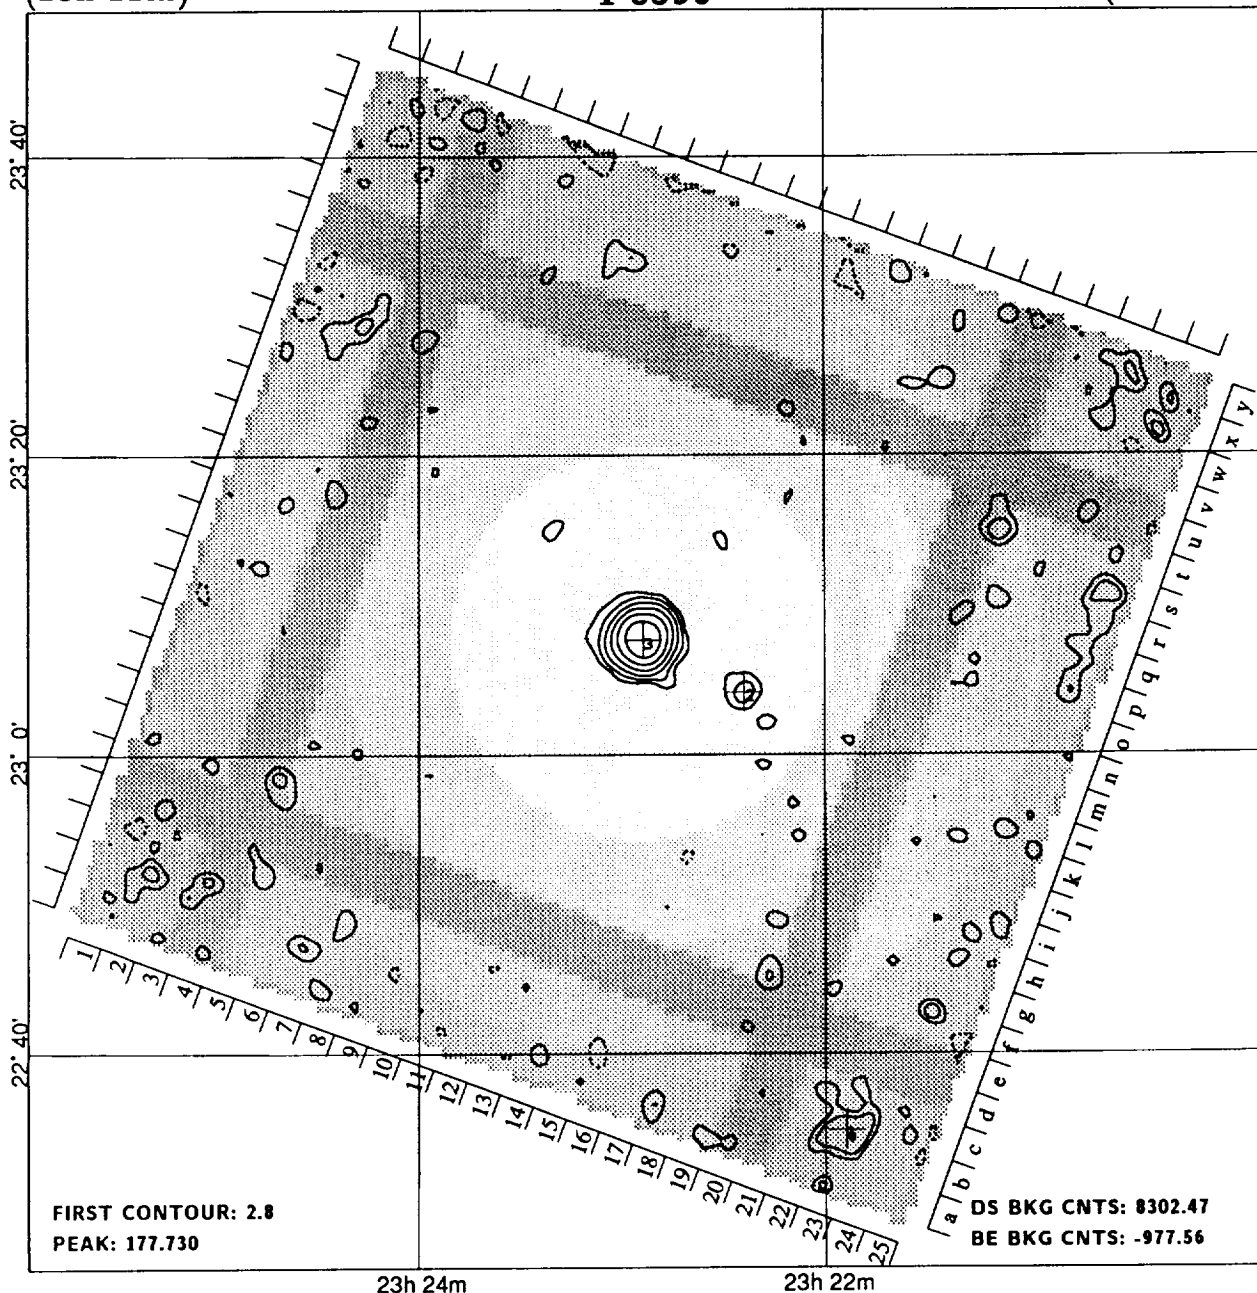 23° 40'
23° 20'
23° 0'
22° 40'
3
2
y
x
w
v
u
t
s
r
q
p
o
n
m
l
k
j
i
h
g
f
e
d
c
b
a
1 2 3 4 5 6 7 8 9 10 11 12 13 14 15 16 17 18 19 20 21 22 23 24 25
FIRST CONTOUR: 2.8
PEAK: 177.730
DS BKG CNTS: 8302.47
BE BKG CNTS: -977.56
23h 24m
23h 22m